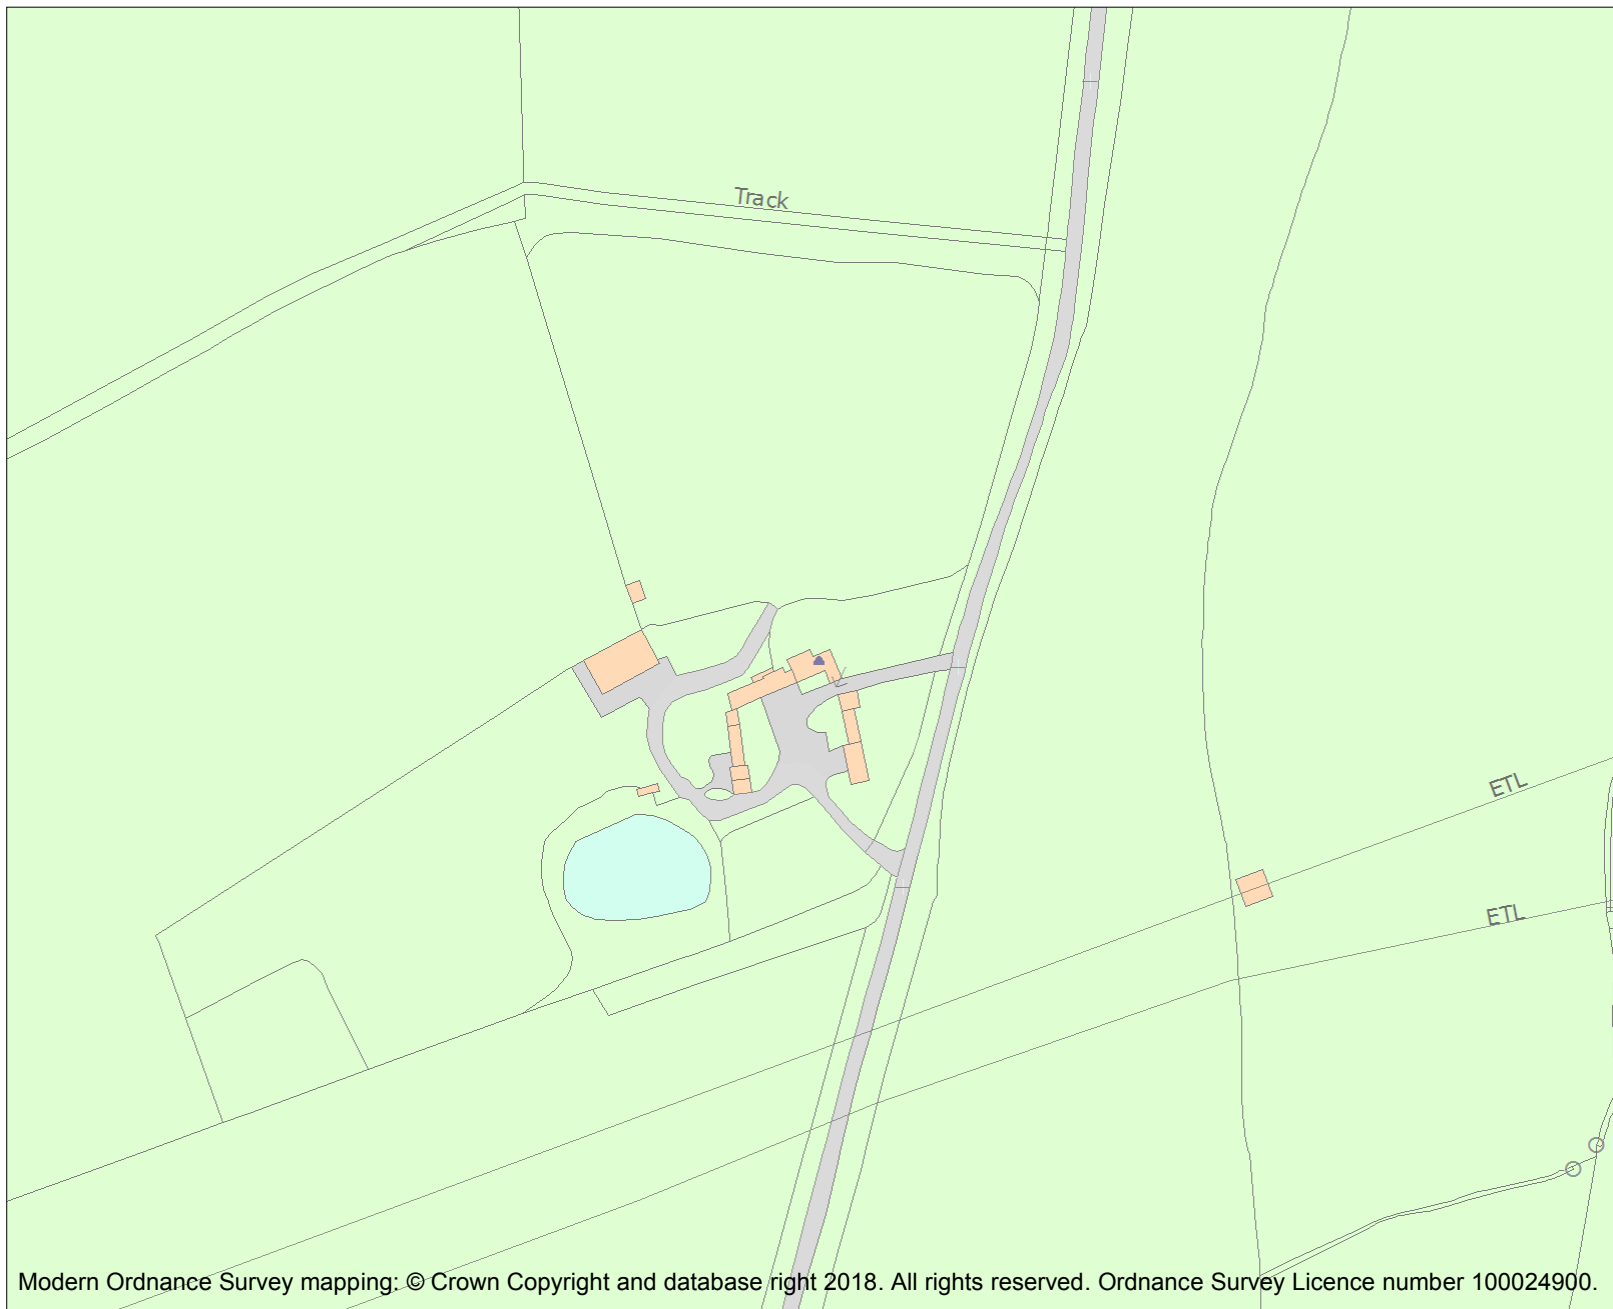 Track
ETL
ETL
Modern Ordnance Survey mapping: © Crown Copyright and database right 2018. All rights reserved. Ordnance Survey Licence number 100024900.